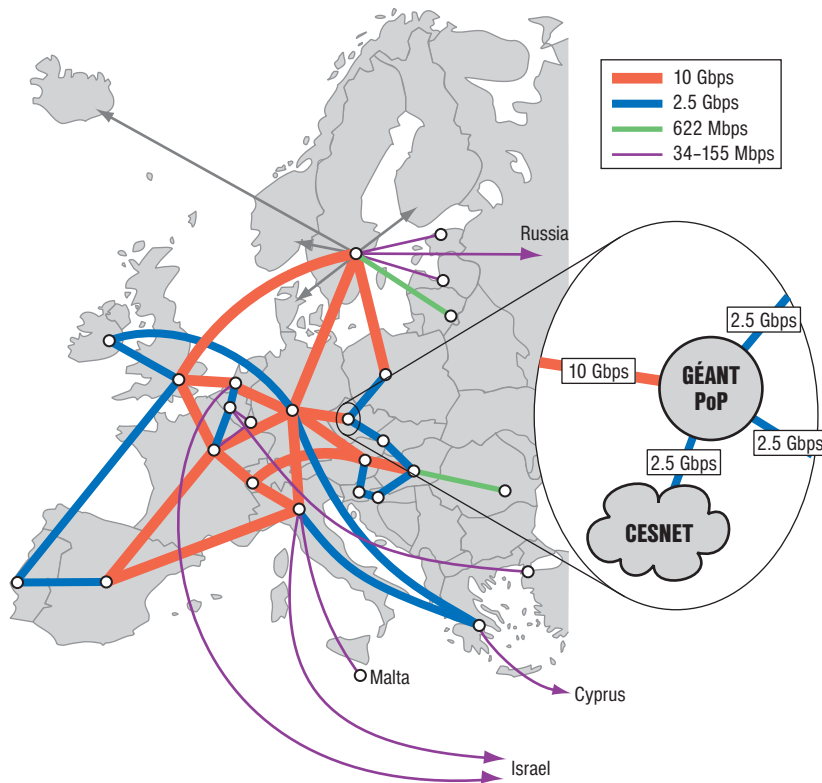 10 Gbps
2.5 Gbps
622 Mbps
34–155 Mbps
Russia
2.5 Gbps
10 Gbps
GÉANT
PoP
2.5 Gbps
2.5 Gbps
CESNET
Malta
Cyprus
Israel